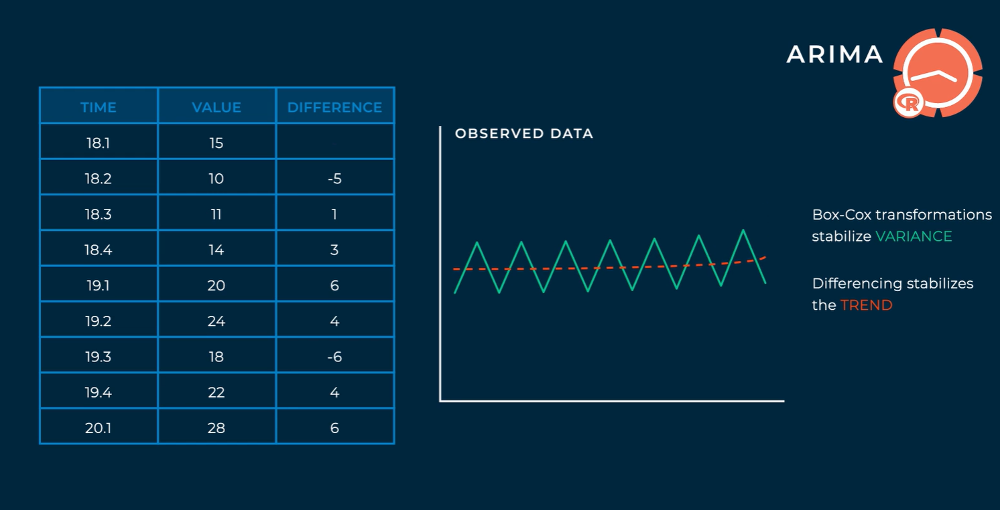 ARIMA
R
TIME VALUE DIFFERENCE
18.1 15
18.2 10 -5
18.3 11 1
18.4 14 3
19.1 20 6
19.2 24 4
19.3 18 -6
19.4 22 4
20.1 28 6
OBSERVED DATA
Box-Cox transformations
stabilize VARIANCE
Differencing stabilizes
the TREND